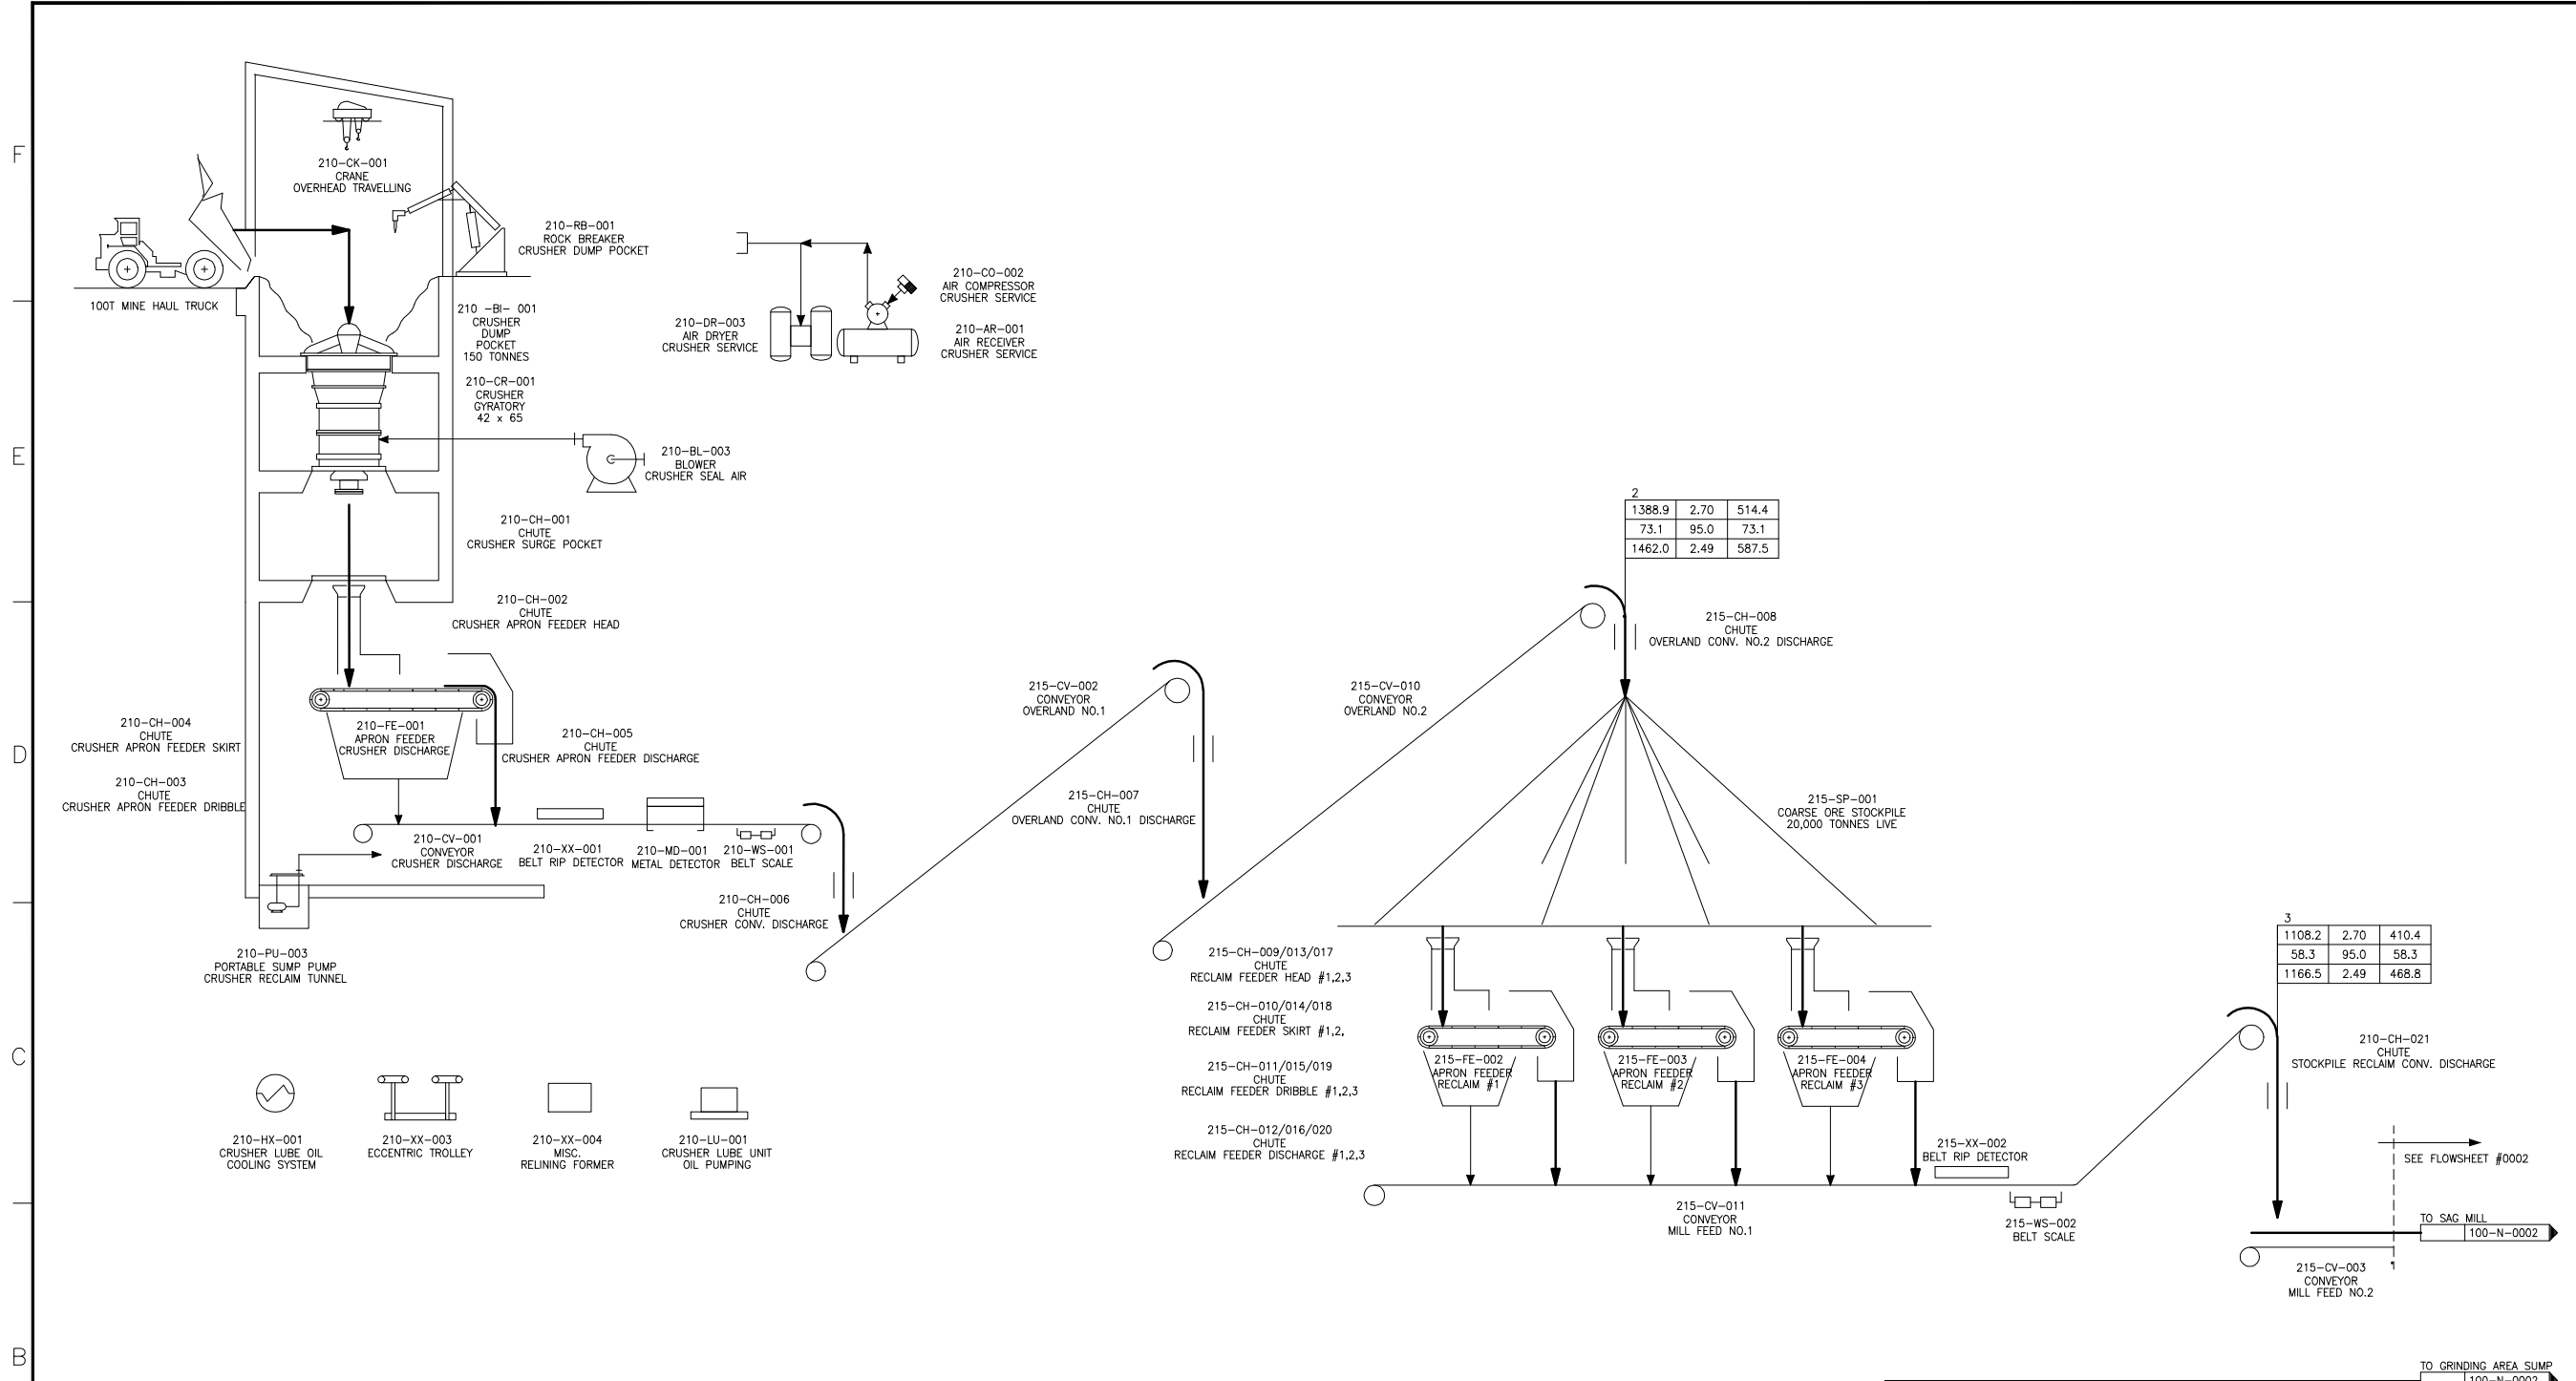 F
E
D
C
B
210-CK-001
CRANE
OVERHEAD TRAVELLING
210-RB-001
ROCK BREAKER
CRUSHER DUMP POCKET
100T MINE HAUL TRUCK
210 -BI- 001
CRUSHER
DUMP
POCKET
150 TONNES
210-DR-003
AIR DRYER
CRUSHER SERVICE
210-CO-002
AIR COMPRESSOR
CRUSHER SERVICE
210-AR-001
AIR RECEIVER
CRUSHER SERVICE
210-CR-001
CRUSHER
GYRATORY
42 x 65
210-BL-003
BLOWER
CRUSHER SEAL AIR
210-CH-001
CHUTE
CRUSHER SURGE POCKET
210-CH-002
CHUTE
CRUSHER APRON FEEDER HEAD
210-CH-004
CHUTE
CRUSHER APRON FEEDER SKIRT
210-CH-003
CHUTE
CRUSHER APRON FEEDER DRIBBLE
210-FE-001
APRON FEEDER
CRUSHER DISCHARGE
210-CH-005
CHUTE
CRUSHER APRON FEEDER DISCHARGE
210-CV-001
CONVEYOR
CRUSHER DISCHARGE
210-XX-001
BELT RIP DETECTOR
210-MD-001
METAL DETECTOR
210-WS-001
BELT SCALE
210-CH-006
CHUTE
CRUSHER CONV. DISCHARGE
210-PU-003
PORTABLE SUMP PUMP
CRUSHER RECLAIM TUNNEL
215-CV-002
CONVEYOR
OVERLAND NO.1
215-CH-007
CHUTE
OVERLAND CONV. NO.1 DISCHARGE
215-CV-010
CONVEYOR
OVERLAND NO.2
2
1388.9 2.70 514.4
73.1 95.0 73.1
1462.0 2.49 587.5
215-CH-008
CHUTE
OVERLAND CONV. NO.2 DISCHARGE
215-SP-001
COARSE ORE STOCKPILE
20,000 TONNES LIVE
215-CH-009/013/017
CHUTE
RECLAIM FEEDER HEAD #1,2,3
215-CH-010/014/018
CHUTE
RECLAIM FEEDER SKIRT #1,2,
215-CH-011/015/019
CHUTE
RECLAIM FEEDER DRIBBLE #1,2,3
215-CH-012/016/020
CHUTE
RECLAIM FEEDER DISCHARGE #1,2,3
215-FE-002
APRON FEEDER
RECLAIM #1
215-FE-003
APRON FEEDER
RECLAIM #2
215-FE-004
APRON FEEDER
RECLAIM #3
215-CV-011
CONVEYOR
MILL FEED NO.1
215-XX-002
BELT RIP DETECTOR
215-WS-002
BELT SCALE
3
1108.2 2.70 410.4
58.3 95.0 58.3
1166.5 2.49 468.8
210-CH-021
CHUTE
STOCKPILE RECLAIM CONV. DISCHARGE
SEE FLOWSHEET #0002
TO SAG MILL
100-N-0002
215-CV-003
CONVEYOR
MILL FEED NO.2
210-HX-001
CRUSHER LUBE OIL
COOLING SYSTEM
210-XX-003
ECCENTRIC TROLLEY
210-XX-004
MISC.
RELINING FORMER
210-LU-001
CRUSHER LUBE UNIT
OIL PUMPING
TO GRINDING AREA SUMP
100-N-0002